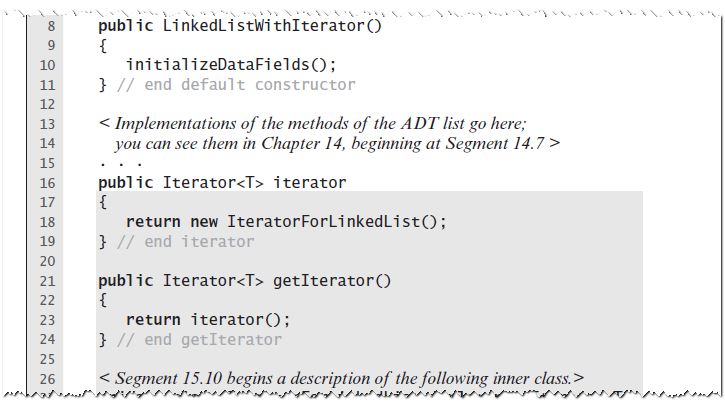 8 public LinkedListWithIterator()
9 {
10 initializeDataFields();
11 } // end default constructor
12
13 < Implementations of the methods of the ADT list go here;
14 you can see them in Chapter 14, beginning at Segment 14.7 >
15 . . .
16 public Iterator<T> iterator
17 {
18 return new IteratorForLinkedList();
19 } // end iterator
20
21 public Iterator<T> getIterator()
22 {
23 return iterator();
24 } // end getIterator
25
26 < Segment 15.10 begins a description of the following inner class.>